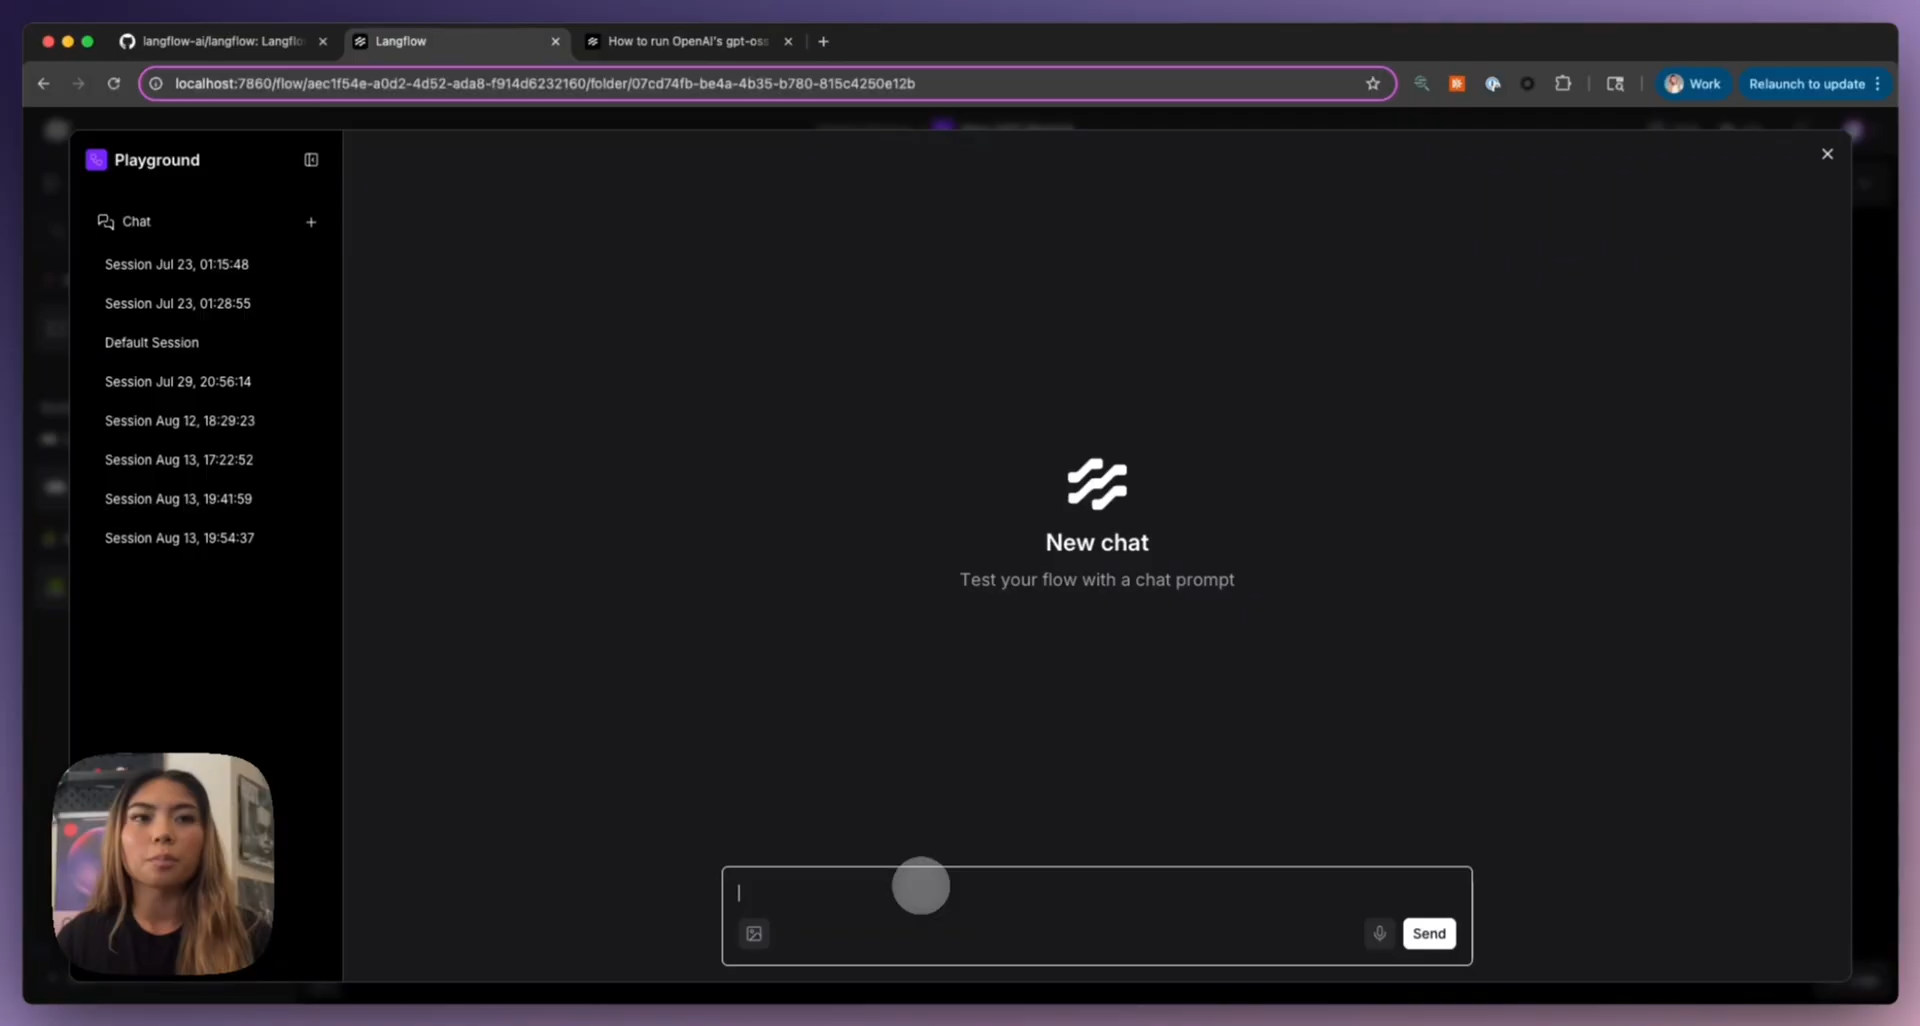 langflow-ai/langflow: Langflo
Langflow
How to run OpenAI's gpt-oss
localhost:7860/flow/aec1f54e-a0d2-4d52-ada8-f914d6232160/folder/07cd74fb-be4a-4b35-b780-815c4250e12b
Work
Relaunch to update
Playground
Chat
Session Jul 23, 01:15:48
Session Jul 23, 01:28:55
Default Session
Session Jul 29, 20:56:14
Session Aug 12, 18:29:23
Session Aug 13, 17:22:52
Session Aug 13, 19:41:59
Session Aug 13, 19:54:37
New chat
Test your flow with a chat prompt
Send